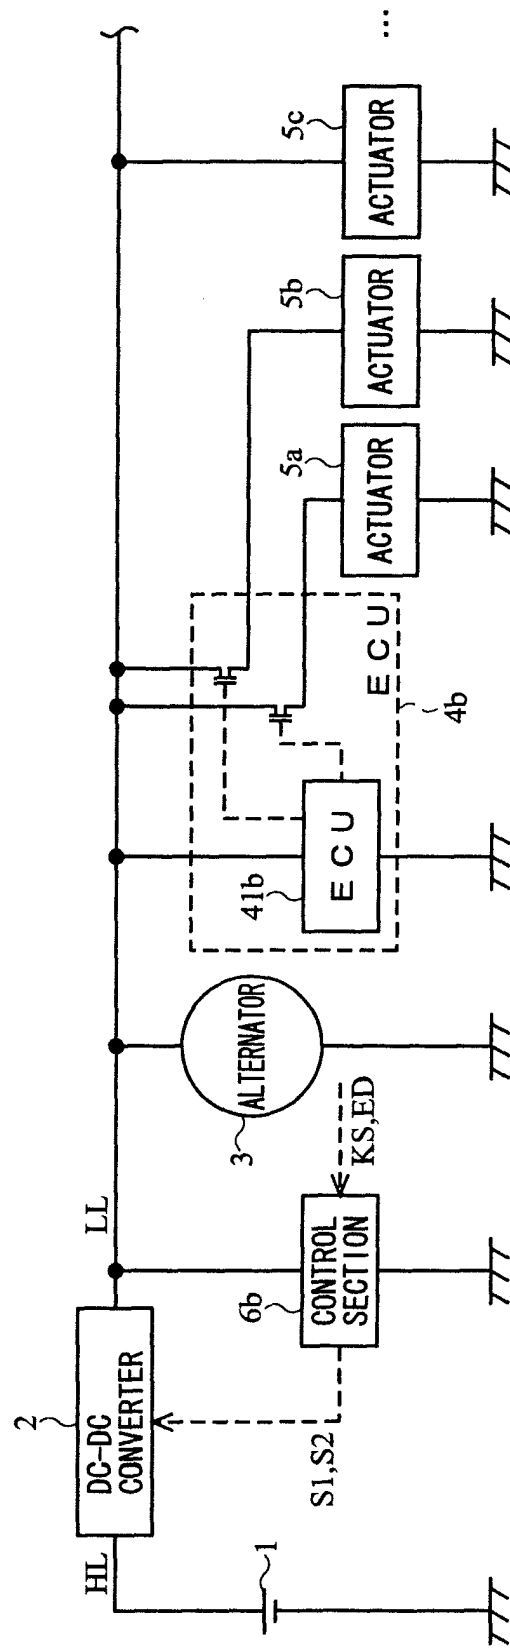 HL
1
2
DC-DC
CONVERTER
S1,S2
LL
6b
CONTROL
SECTION
KS,ED
3
ALTERNATOR
41b
ECU
4b
ECU
5a
ACTUATOR
5b
ACTUATOR
5c
ACTUATOR
...